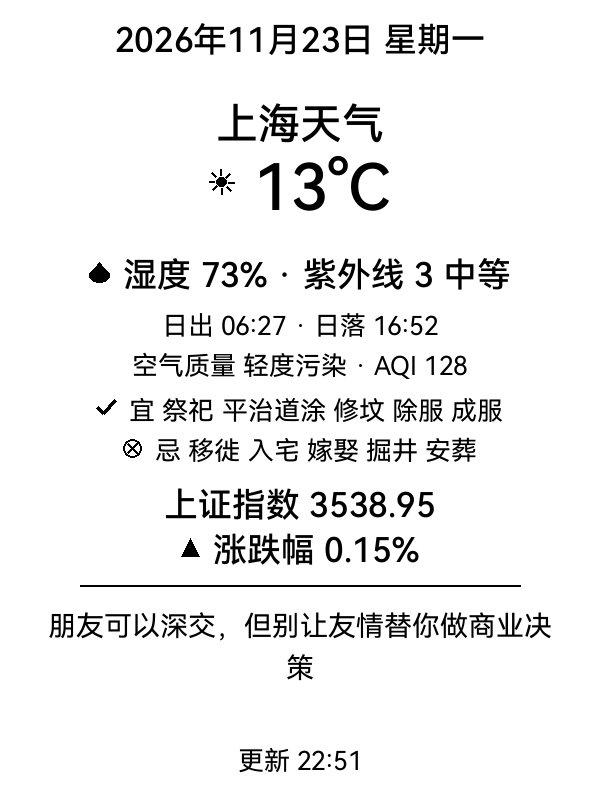 2026年11月23日 星期一
上海天气
13°C
湿度 73% · 紫外线 3 中等
日出 06:27 · 日落 16:52
空气质量 轻度污染 · AQI 128
宜 祭祀 平治道涂 修坟 除服 成服
忌 移徙 入宅 嫁娶 掘井 安葬
上证指数 3538.95
▲ 涨跌幅 0.15%
朋友可以深交，但别让友情替你做商业决
策
更新 22:51